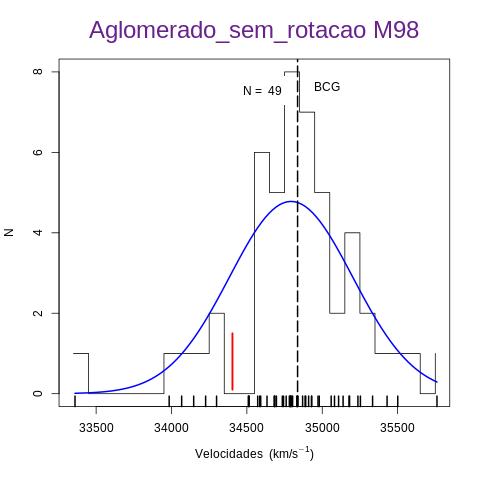 Aglomerado_sem_rotacao M98
8
N = 49
BCG
6
4
N
2
0
33500 34000 34500 35000 35500
Velocidades (km/s⁻¹)